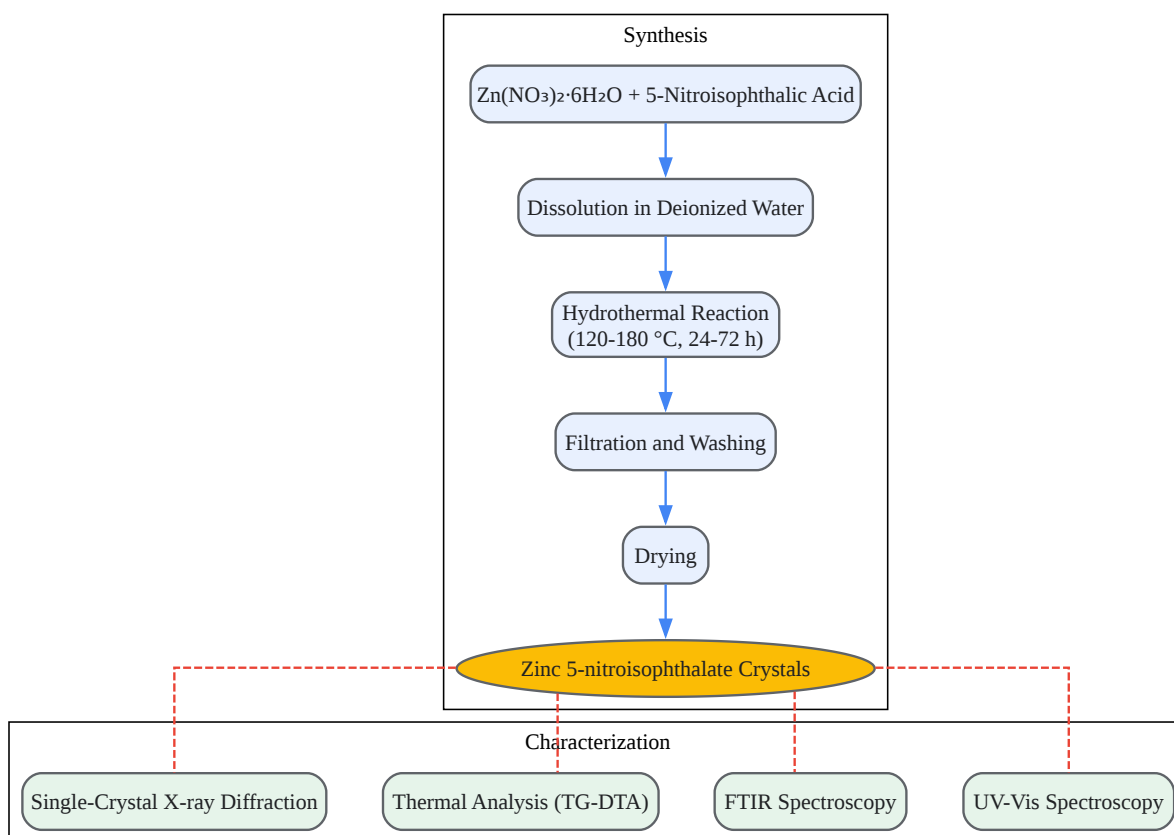 Synthesis
Zn(NO₃)₂·6H₂O + 5-Nitroisophthalic Acid
Dissolution in Deionized Water
Hydrothermal Reaction
(120-180 °C, 24-72 h)
Filtration and Washing
Drying
Zinc 5-nitroisophthalate Crystals
Characterization
Single-Crystal X-ray Diffraction
Thermal Analysis (TG-DTA)
FTIR Spectroscopy
UV-Vis Spectroscopy